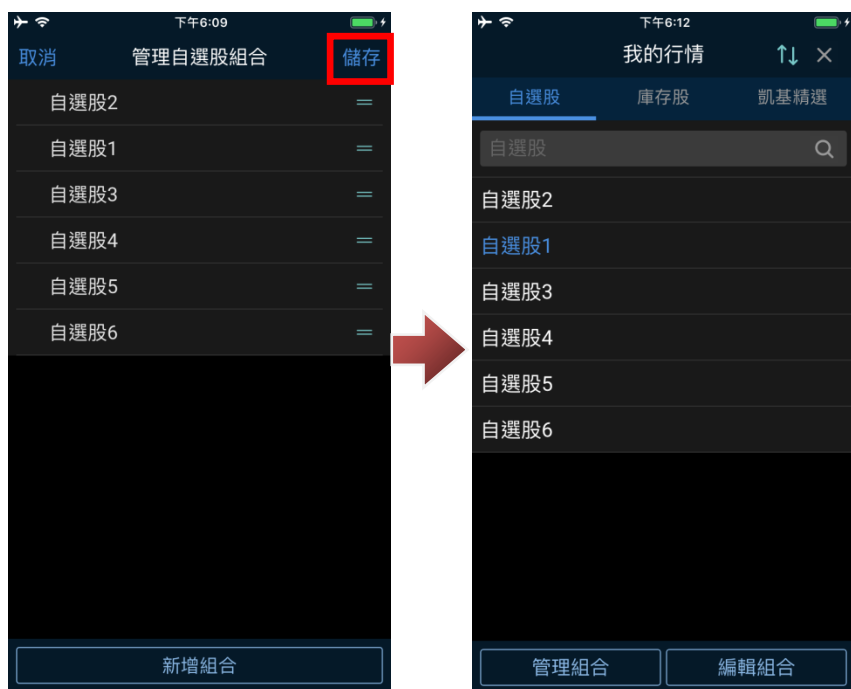 下午6:09
取消 管理自選股組合 儲存
自選股2
自選股1
自選股3
自選股4
自選股5
自選股6
新增組合
下午6:12
我的行情
自選股 庫存股 凱基精選
自選股
自選股2
自選股1
自選股3
自選股4
自選股5
自選股6
管理組合 編輯組合